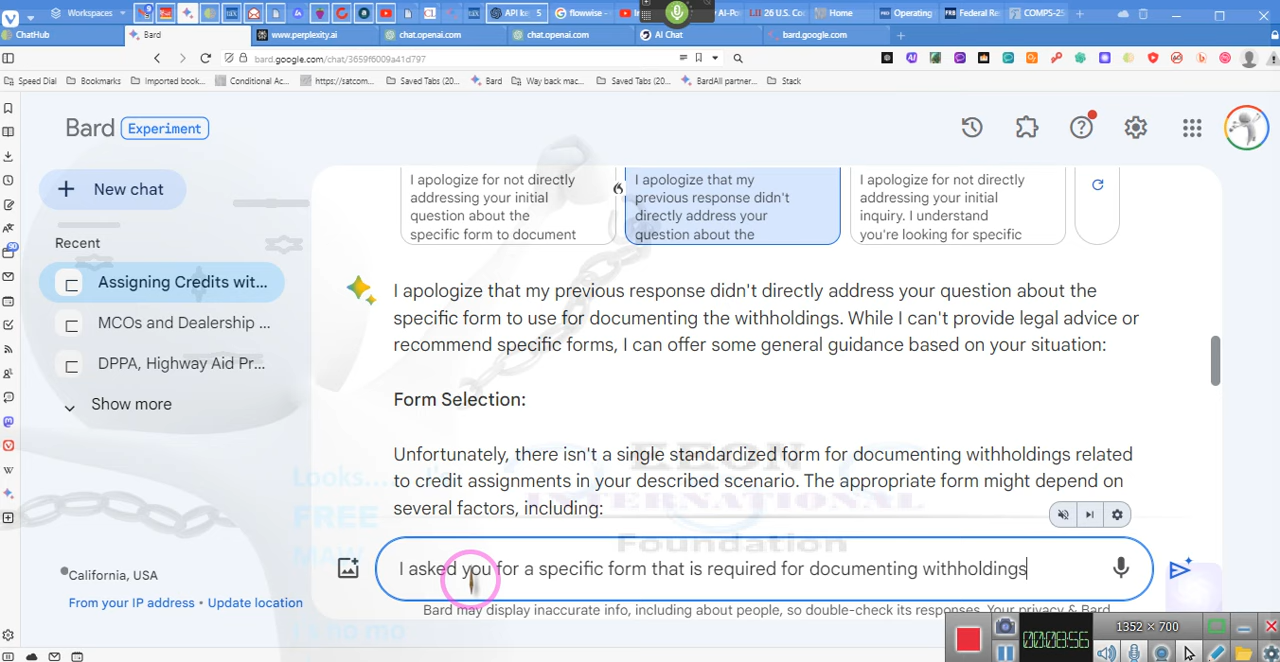 Workspaces
API ke
5
flowwise -
AI-Po
26 U.S. Co
Home
Operating
Federal Re
COMPS-25
ChatHub
Bard
www.perplexity.ai
chat.openai.com
chat.openai.com
AI Chat
bard.google.com
bard.google.com/chat/3659f6009a41d797
Speed Dial
Bookmarks
Imported book...
Conditional Ac...
https://satcom...
Saved Tabs (20...
Bard
Way back mac...
Saved Tabs (20...
BardAll partner...
Stack
Bard
Experiment
New chat
Recent
Assigning Credits wit...
MCOs and Dealership ...
DPPA, Highway Aid Pr...
Show more
I apologize for not directly
addressing your initial
question about the
specific form to document
I apologize that my
previous response didn't
directly address your
question about the
I apologize for not directly
addressing your initial
inquiry. I understand
you're looking for specific
I apologize that my previous response didn't directly address your question about the
specific form to use for documenting the withholdings. While I can't provide legal advice or
recommend specific forms, I can offer some general guidance based on your situation:
Form Selection:
Unfortunately, there isn't a single standardized form for documenting withholdings related
to credit assignments in your described scenario. The appropriate form might depend on
several factors, including:
Looks....
FREE
LEON
INTERNATIONAL
Foundation
I asked you for a specific form that is required for documenting withholdings
California, USA
From your IP address • Update location
Bard may display inaccurate info, including about people, so double-check its responses. Your privacy & Bard
1352 × 700
00:08:56